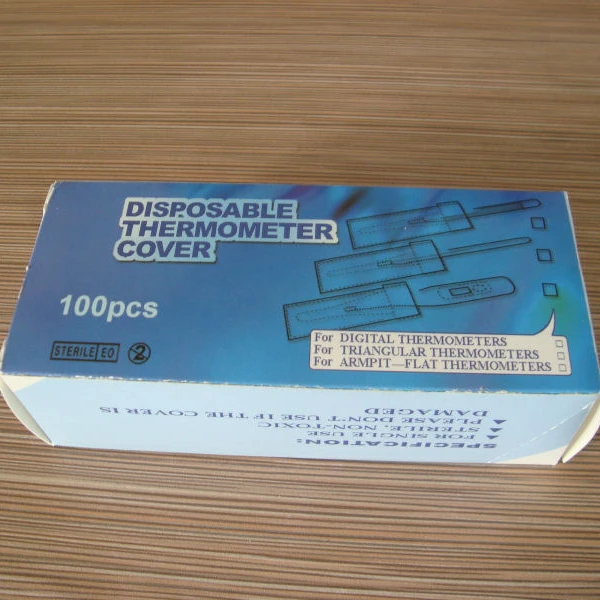 DISPOSABLE
THERMOMETER
COVER
100pcs
STERILE EO
2
For DIGITAL THERMOMETERS
For TRIANGULAR THERMOMETERS
For ARMPIT—FLAT THERMOMETERS
SPECIFICATION:
▲ FOR SINGLE USE
▲ STERILE, NON-TOXIC
▲ PLEASE DON'T USE IF THE COVER IS
DAMAGED